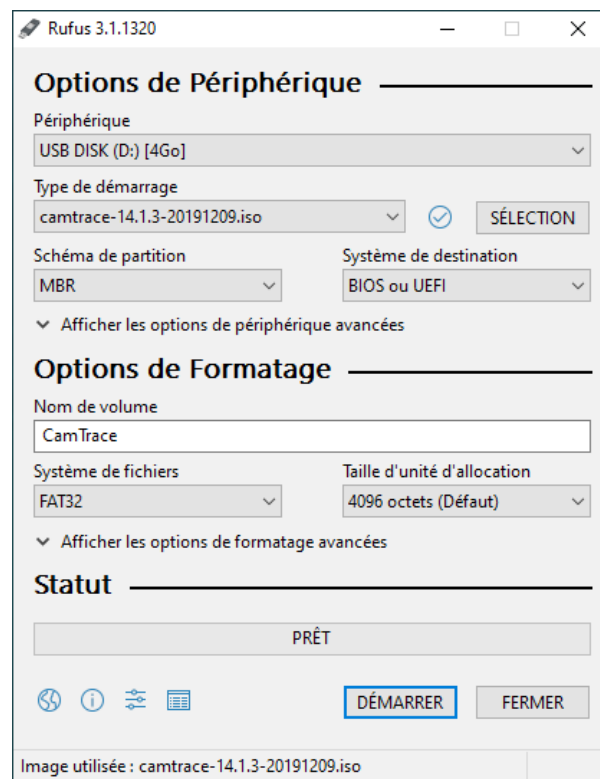 Rufus 3.1.1320
Options de Périphérique
Périphérique
USB DISK (D:) [4Go]
Type de démarrage
camtrace-14.1.3-20191209.iso
SÉLECTION
Schéma de partition
Système de destination
MBR
BIOS ou UEFI
Afficher les options de périphérique avancées
Options de Formatage
Nom de volume
CamTrace
Système de fichiers
Taille d'unité d'allocation
FAT32
4096 octets (Défaut)
Afficher les options de formatage avancées
Statut
PRÊT
DÉMARRER
FERMER
Image utilisée : camtrace-14.1.3-20191209.iso